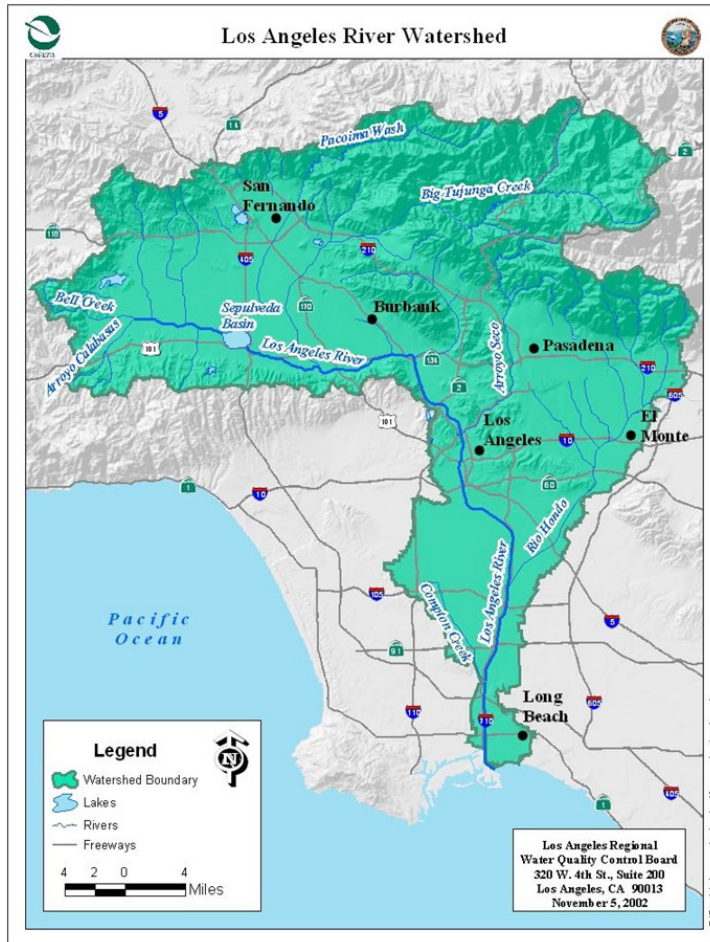 Los Angeles River Watershed
5
14
2
Pacoima Wash
Big Tujunga Creek
San
Fernando
118
405
210
Bell Creek
Sepulveda
Basin
170
Burbank
Arroyo Calabasas
101
Los Angeles River
134
2
Arroyo Seco
Pasadena
210
605
101
Los
Angeles
10
El
Monte
1
10
60
Rio Hondo
105
Los Angeles River
Compton Creek
5
Pacific
Ocean
91
110
710
Long
Beach
605
405
1
Legend
N
Watershed Boundary
Lakes
Rivers
Freeways
4 2 0 4
Miles
Los Angeles Regional
Water Quality Control Board
320 W. 4th St., Suite 200
Los Angeles, CA 90013
November 5, 2002